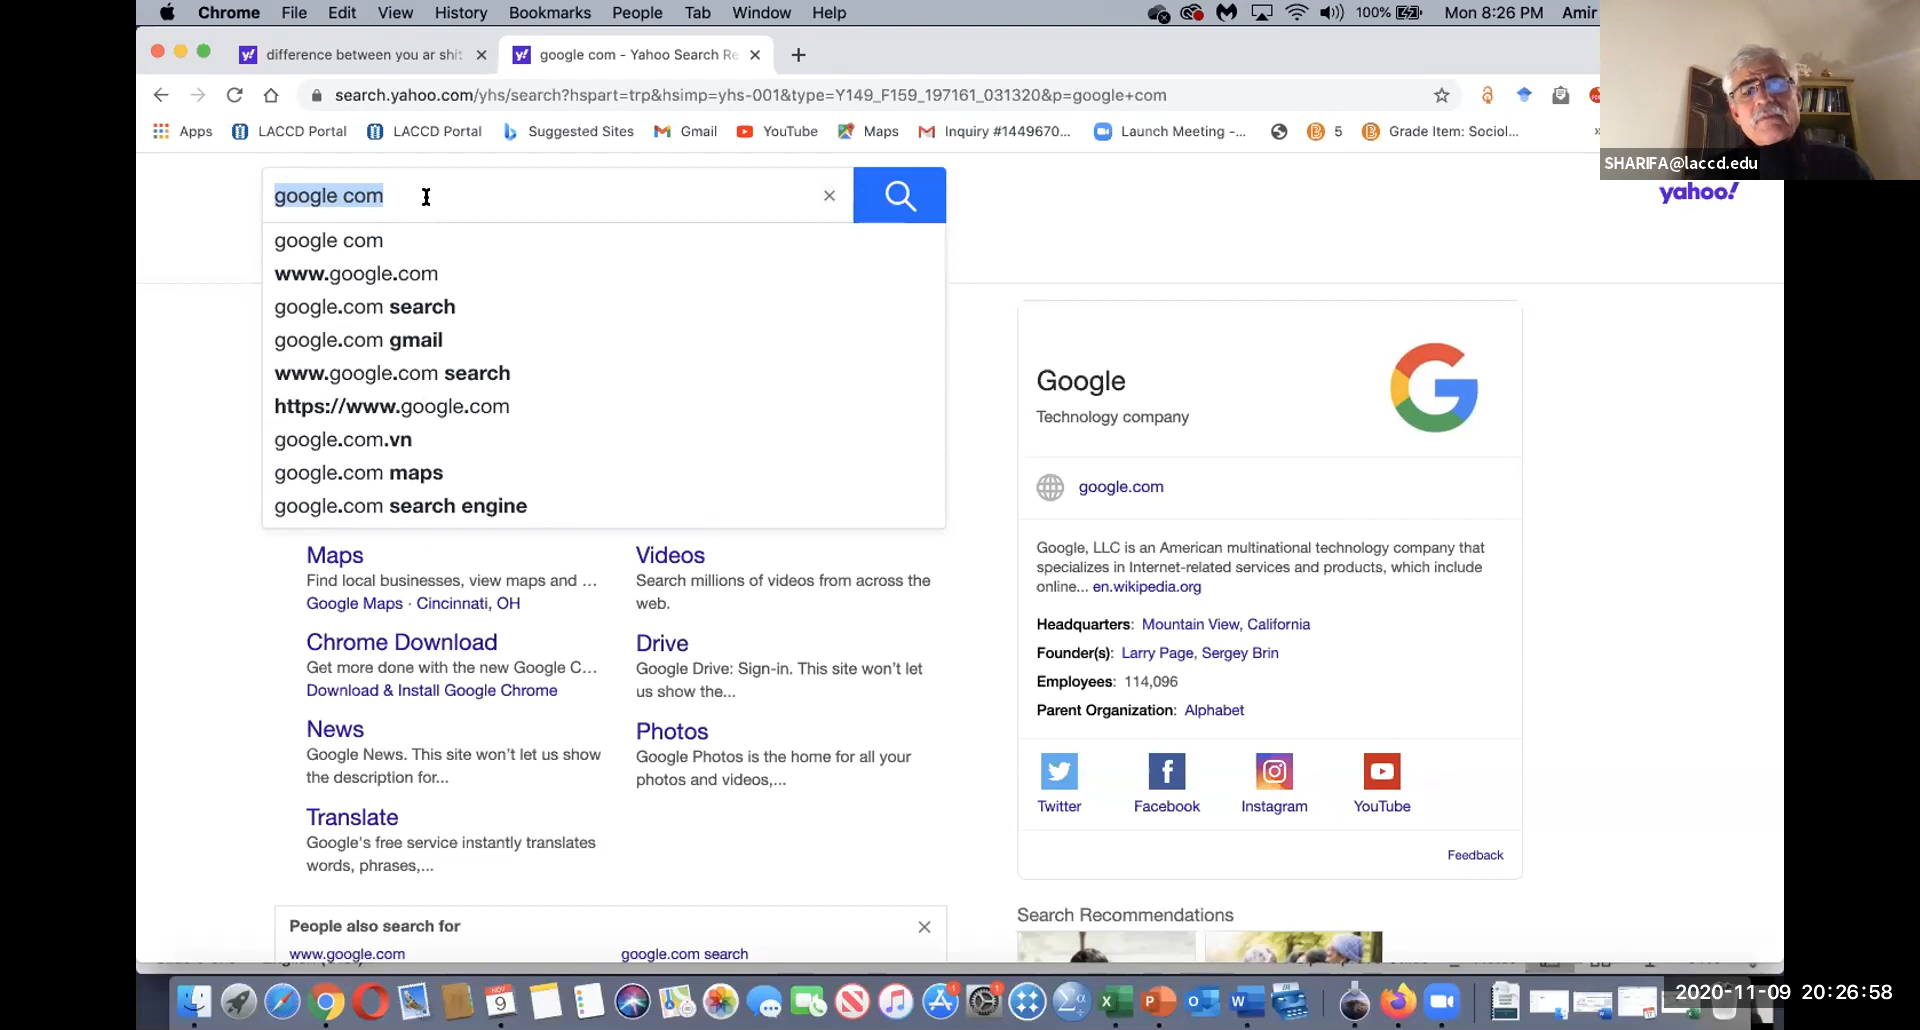 Chrome File Edit View History Bookmarks People Tab Window Help 100% Mon 8:26 PM Amir
difference between you ar shit
google com - Yahoo Search Re
search.yahoo.com/yhs/search?hspart=trp&hsimp=yhs-001&type=Y149_F159_197161_031320&p=google+com
Apps LACCD Portal LACCD Portal Suggested Sites Gmail YouTube Maps Inquiry #1449670... Launch Meeting -... 5 Grade Item: Sociol... »
SHARIFA@laccd.edu
yahoo!
google com
google com
www.google.com
google.com search
google.com gmail
www.google.com search
https://www.google.com
google.com.vn
google.com maps
google.com search engine
Maps
Find local businesses, view maps and ...
Google Maps · Cincinnati, OH
Chrome Download
Get more done with the new Google C...
Download & Install Google Chrome
News
Google News. This site won't let us show
the description for...
Translate
Google's free service instantly translates
words, phrases,...
Videos
Search millions of videos from across the
web.
Drive
Google Drive: Sign-in. This site won't let
us show the...
Photos
Google Photos is the home for all your
photos and videos,...
People also search for
www.google.com google.com search
Google
Technology company
google.com
Google, LLC is an American multinational technology company that
specializes in Internet-related services and products, which include
online... en.wikipedia.org
Headquarters: Mountain View, California
Founder(s): Larry Page, Sergey Brin
Employees: 114,096
Parent Organization: Alphabet
Twitter Facebook Instagram YouTube
Feedback
Search Recommendations
NOV
9
2020-11-09 20:26:58